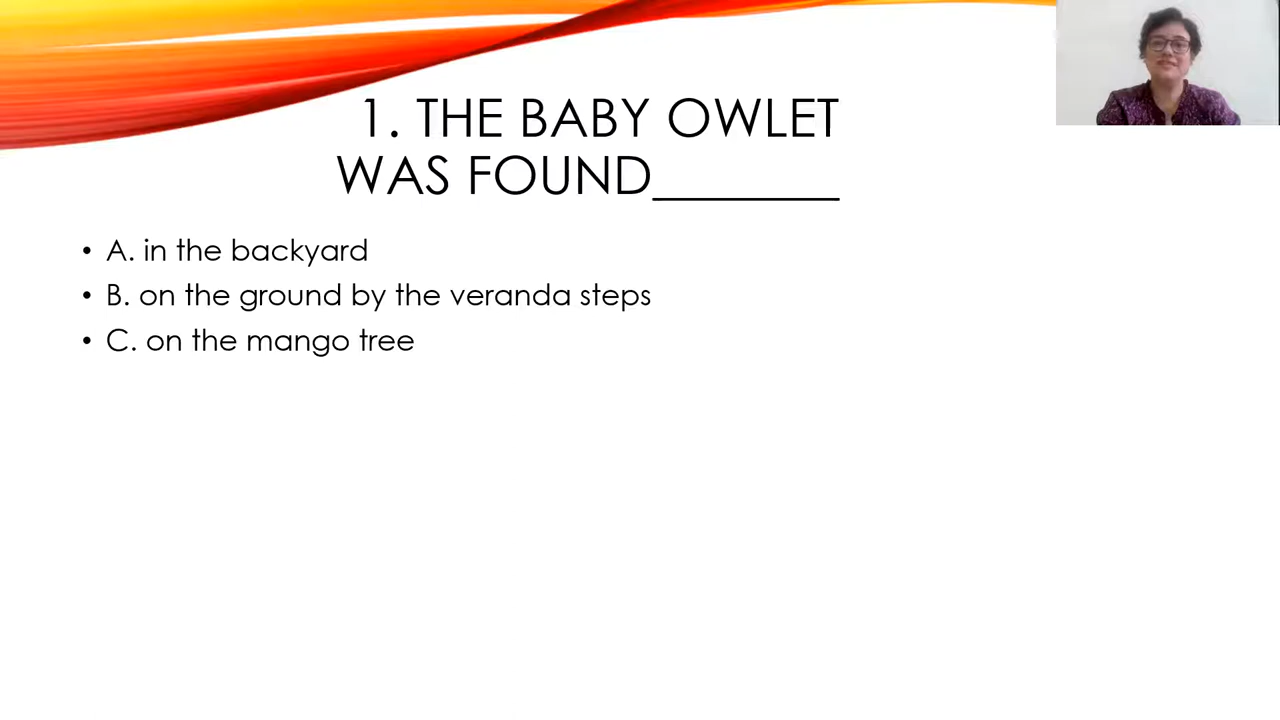 1. THE BABY OWLET
WAS FOUND________
• A. in the backyard
• B. on the ground by the veranda steps
• C. on the mango tree